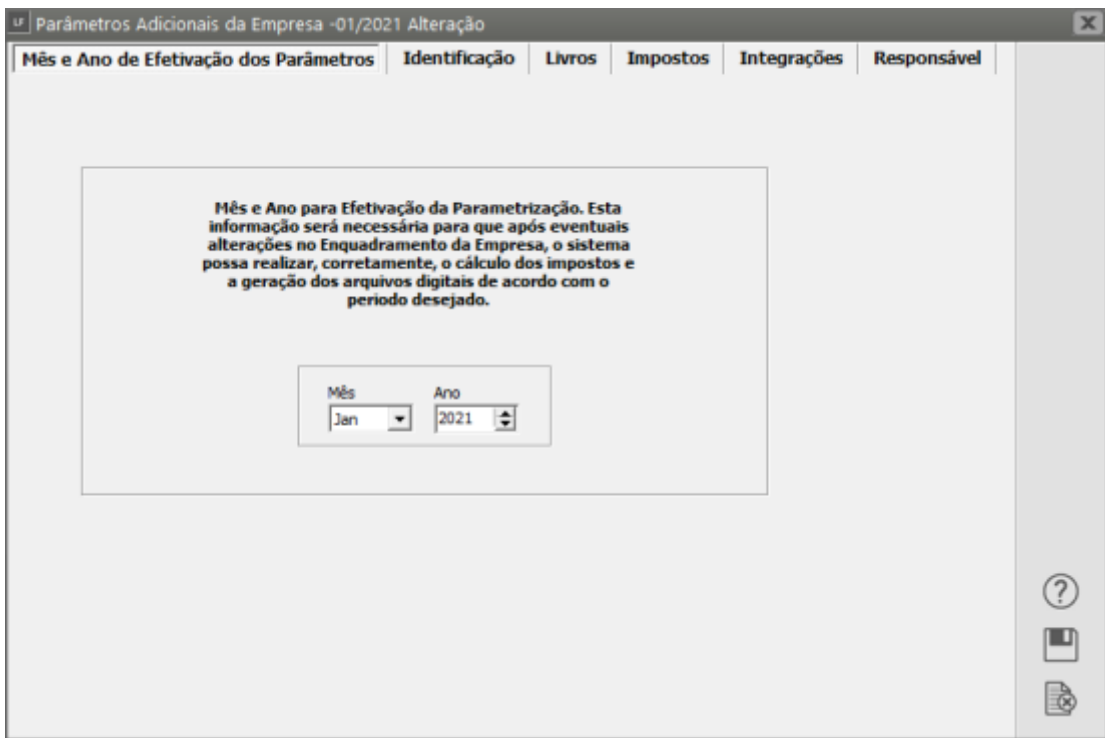 LF Parâmetros Adicionais da Empresa -01/2021 Alteração
Mês e Ano de Efetivação dos Parâmetros Identificação Livros Impostos Integrações Responsável
Mês e Ano para Efetivação da Parametrização. Esta
informação será necessária para que após eventuais
alterações no Enquadramento da Empresa, o sistema
possa realizar, corretamente, o cálculo dos impostos e
a geração dos arquivos digitais de acordo com o
periodo desejado.
Mês Ano
Jan 2021